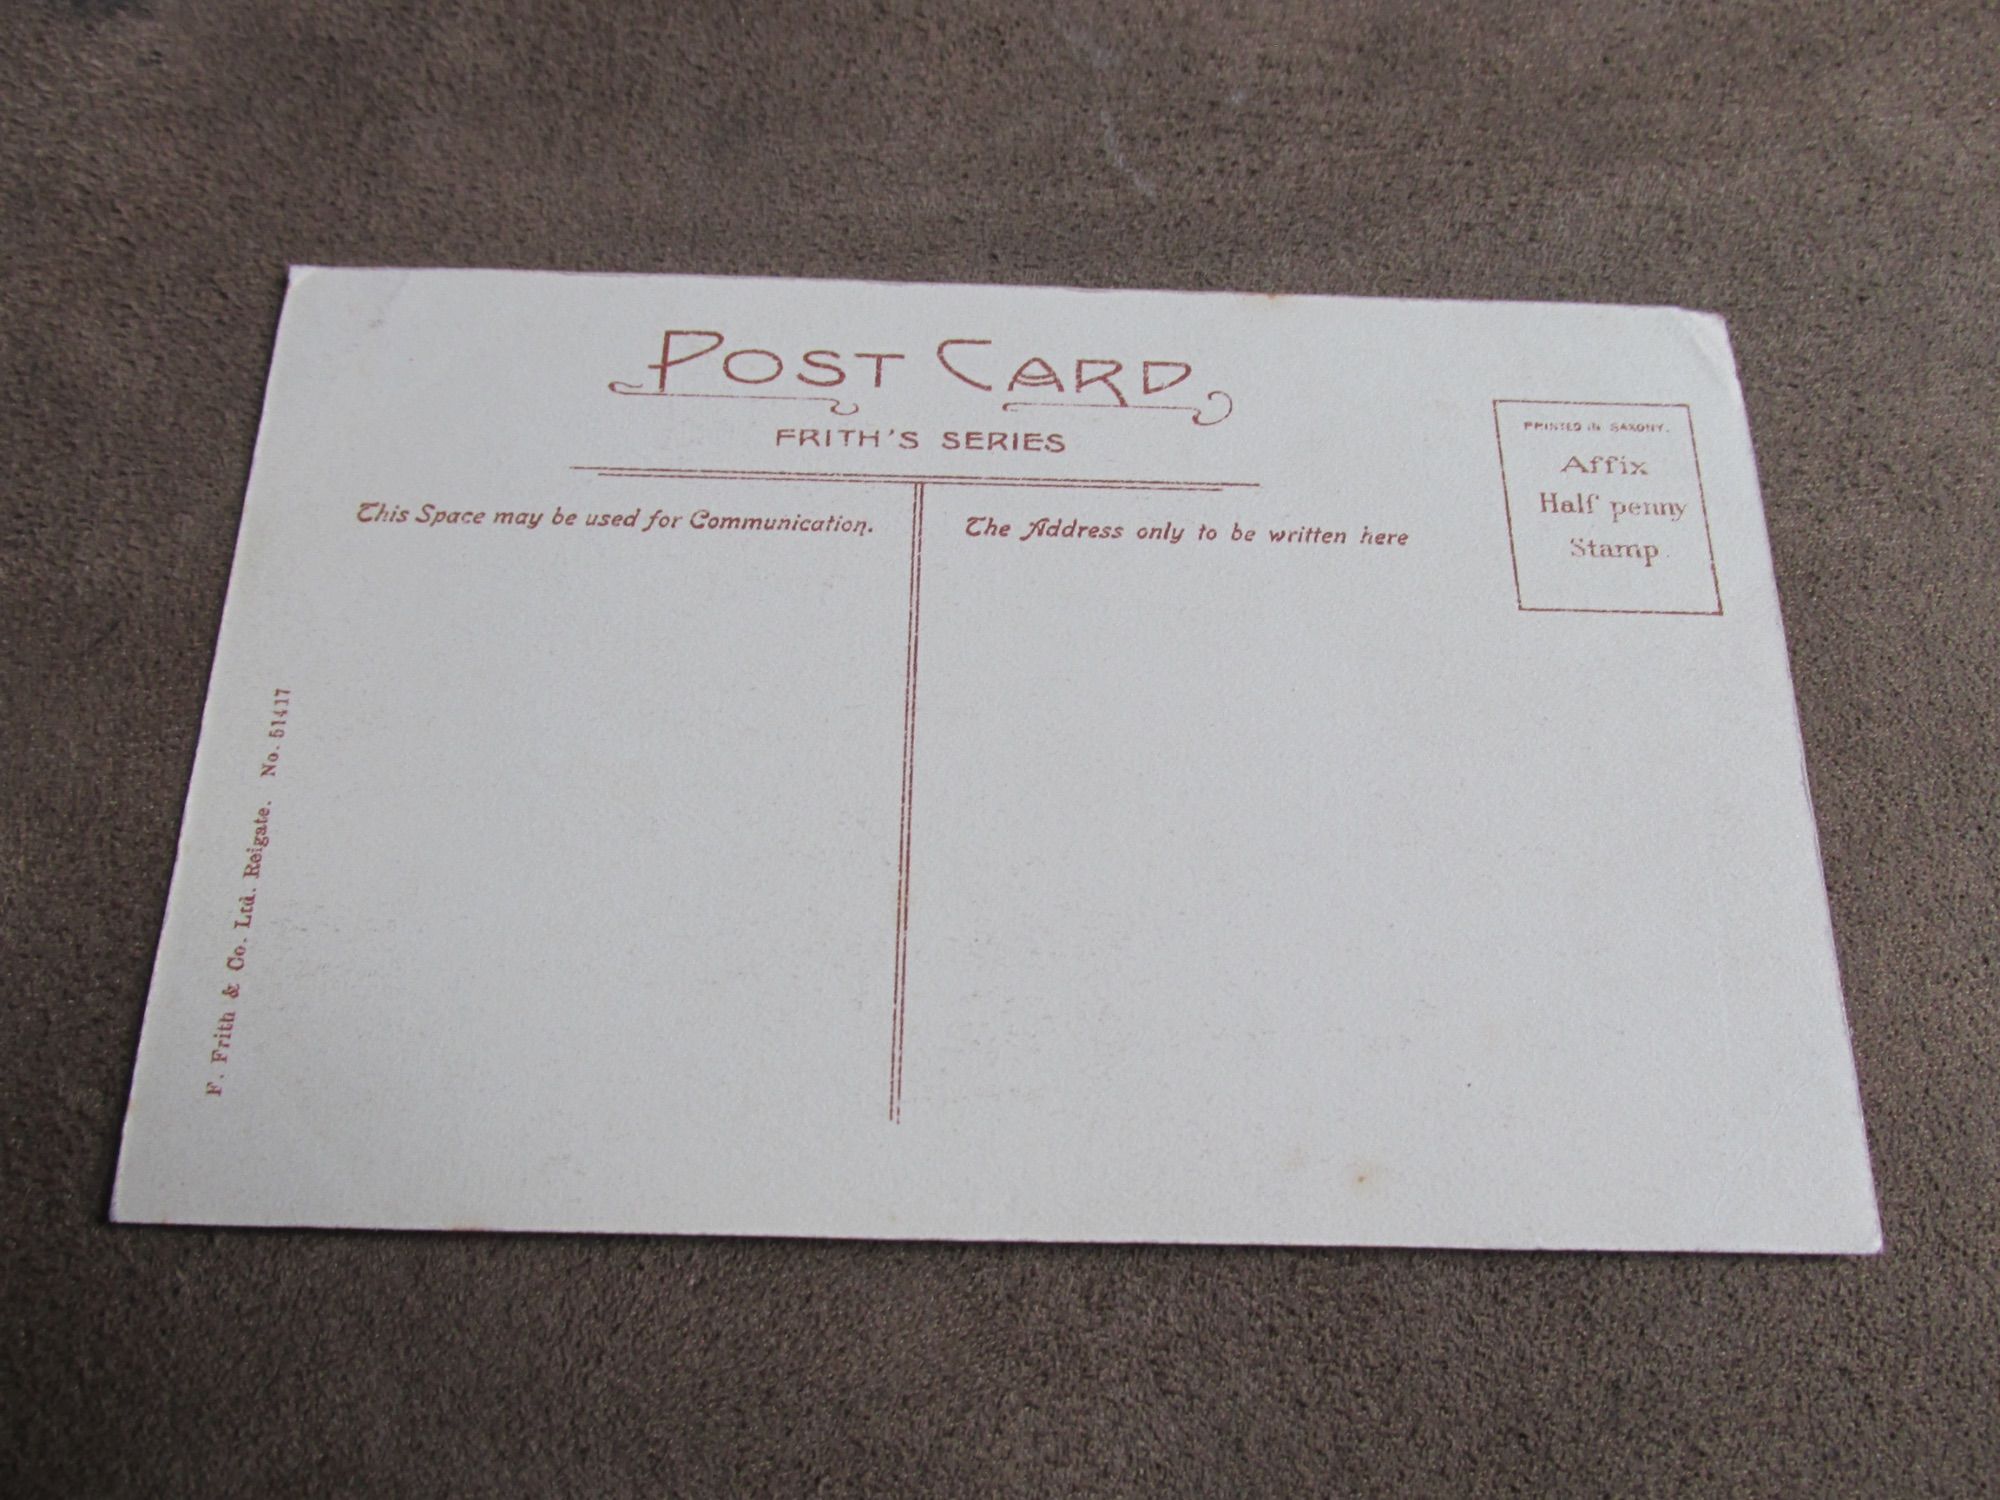 POST CARD
FRITH'S SERIES
This Space may be used for Communication.
The Address only to be written here
PRINTED IN SAXONY.
Affix
Half penny
Stamp.
F. Frith & Co. Ltd. Reigate. No. 51417